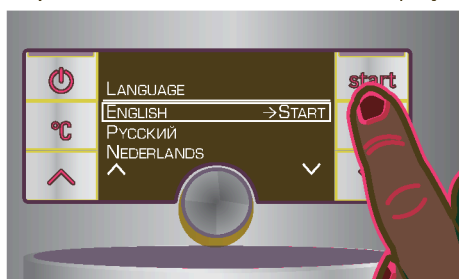 start
°C
LANGUAGE
ENGLISH →START
РУССКИЙ
NEDERLANDS